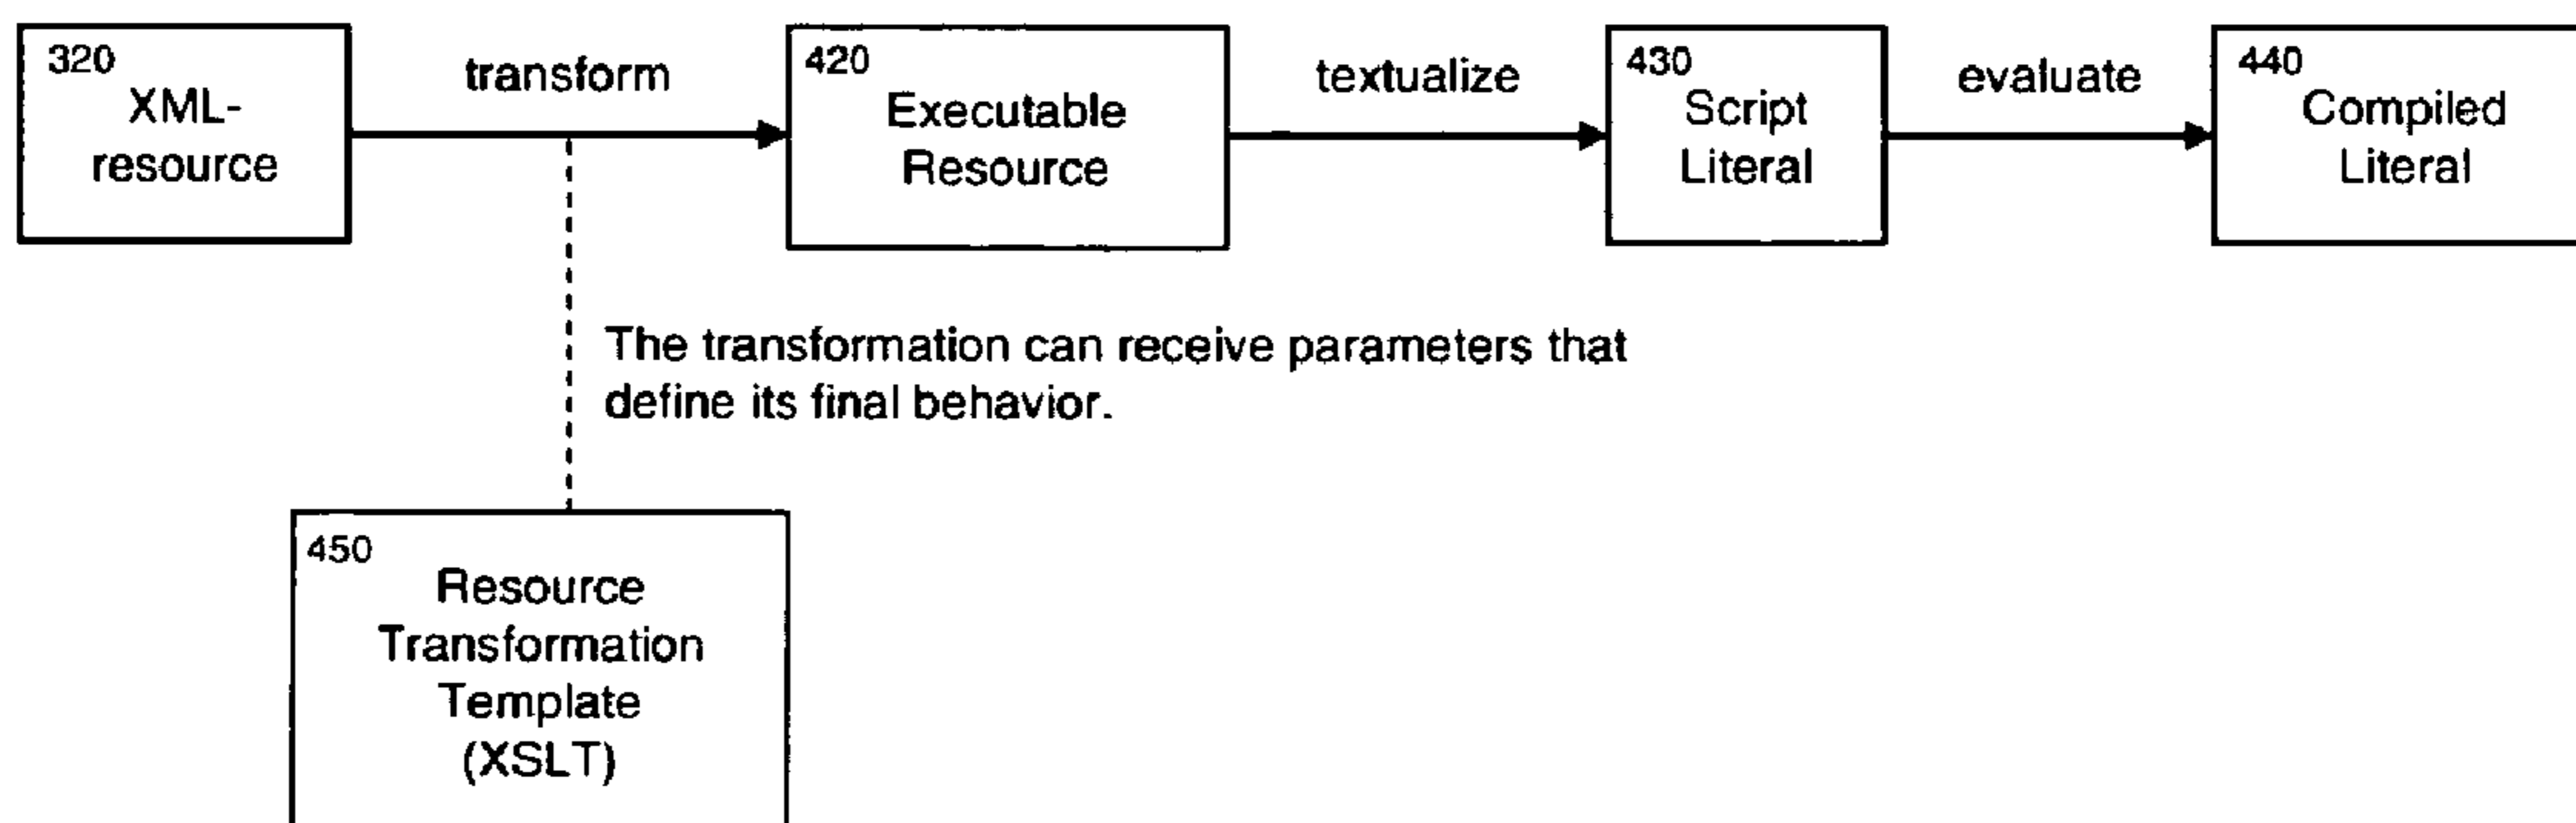 320
XML-
resource
transform
420
Executable
Resource
textualize
430
Script
Literal
evaluate
440
Compiled
Literal
The transformation can receive parameters that
define its final behavior.
450
Resource
Transformation
Template
(XSLT)